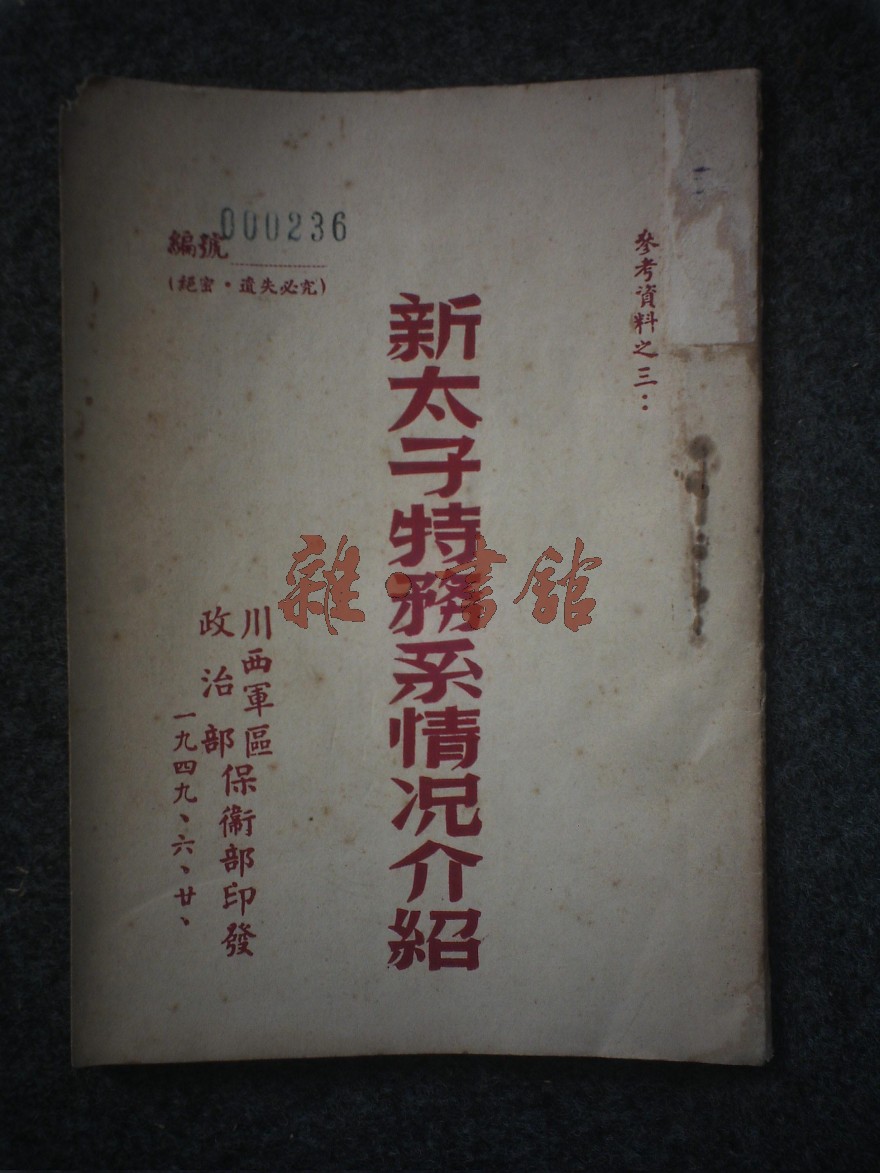 參考資料之三：
新太子特務系情況介紹
編號 000236
（絕密·遺失必究）
川西軍區
政治部
保衞部印發
一九四九、六、廿、
雜·書館